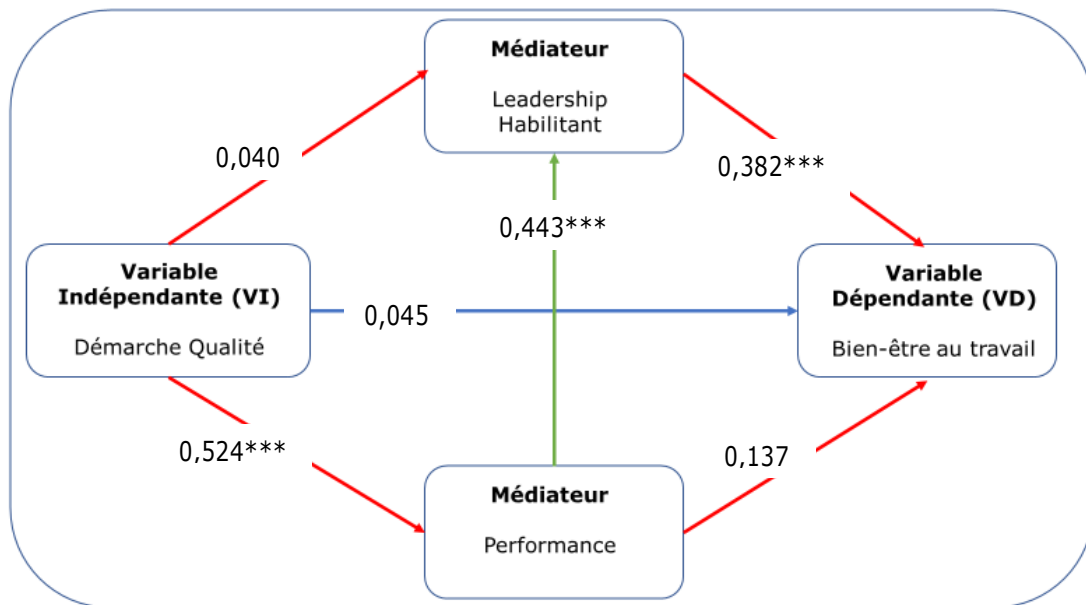 Médiateur
Leadership
Habilitant
0,040
0,382***
0,443***
Variable
Indépendante (VI)
Démarche Qualité
0,045
Variable
Dépendante (VD)
Bien-être au travail
0,524***
0,137
Médiateur
Performance